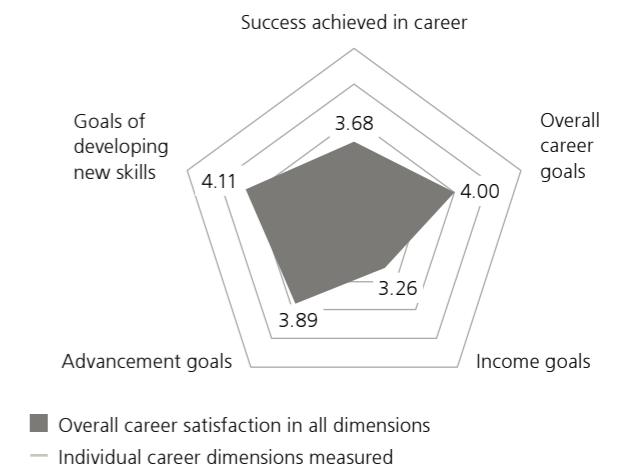 Success achieved in career
Goals of
developing
new skills
Overall
career
goals
3.68
4.11
4.00
3.26
3.89
Advancement goals
Income goals
Overall career satisfaction in all dimensions
Individual career dimensions measured